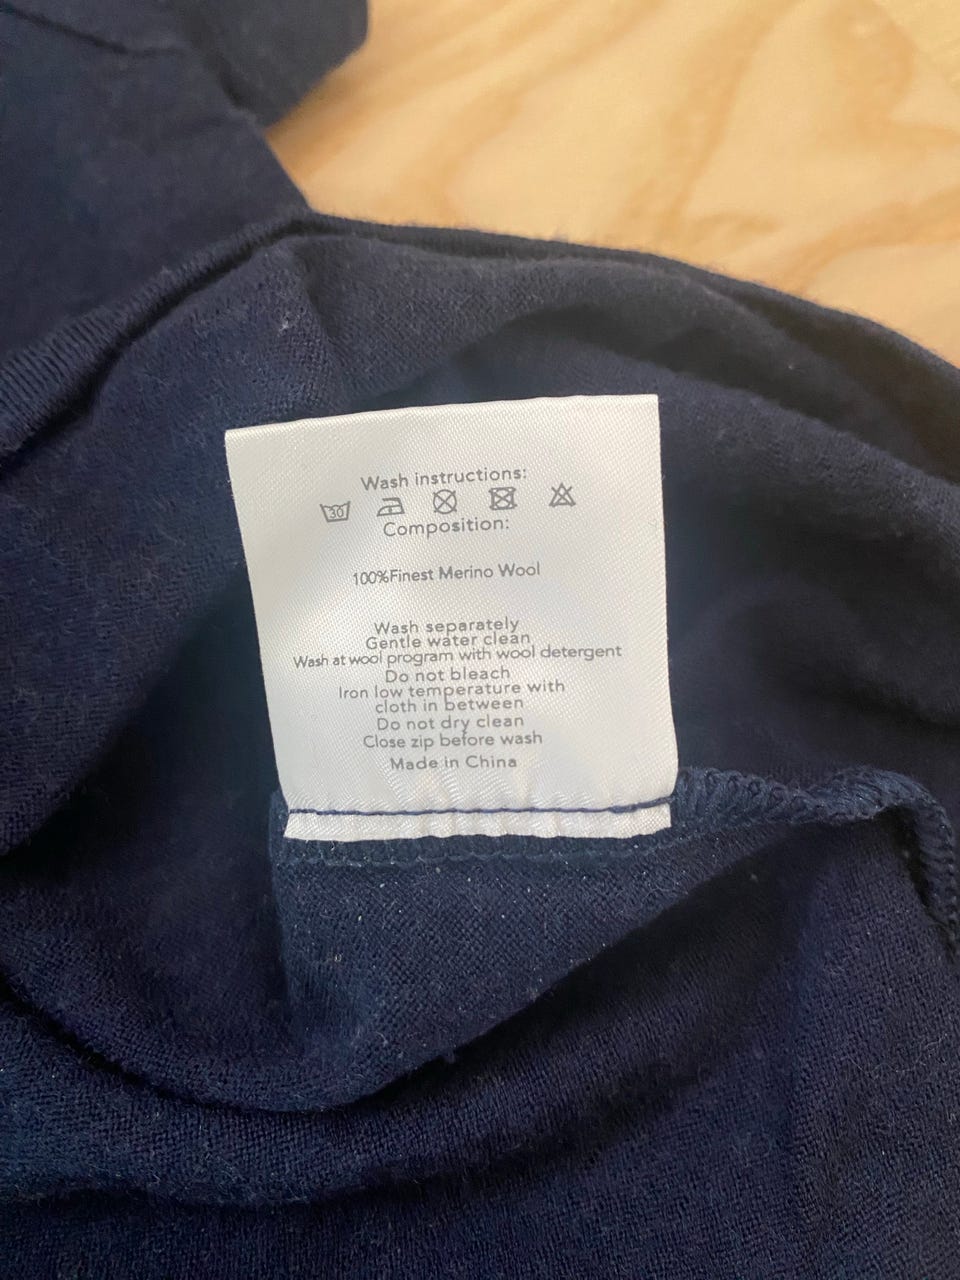 Wash instructions:
30
Composition:
100%Finest Merino Wool
Wash separately
Gentle water clean
Wash at wool program with wool detergent
Do not bleach
Iron low temperature with
cloth in between
Do not dry clean
Close zip before wash
Made in China